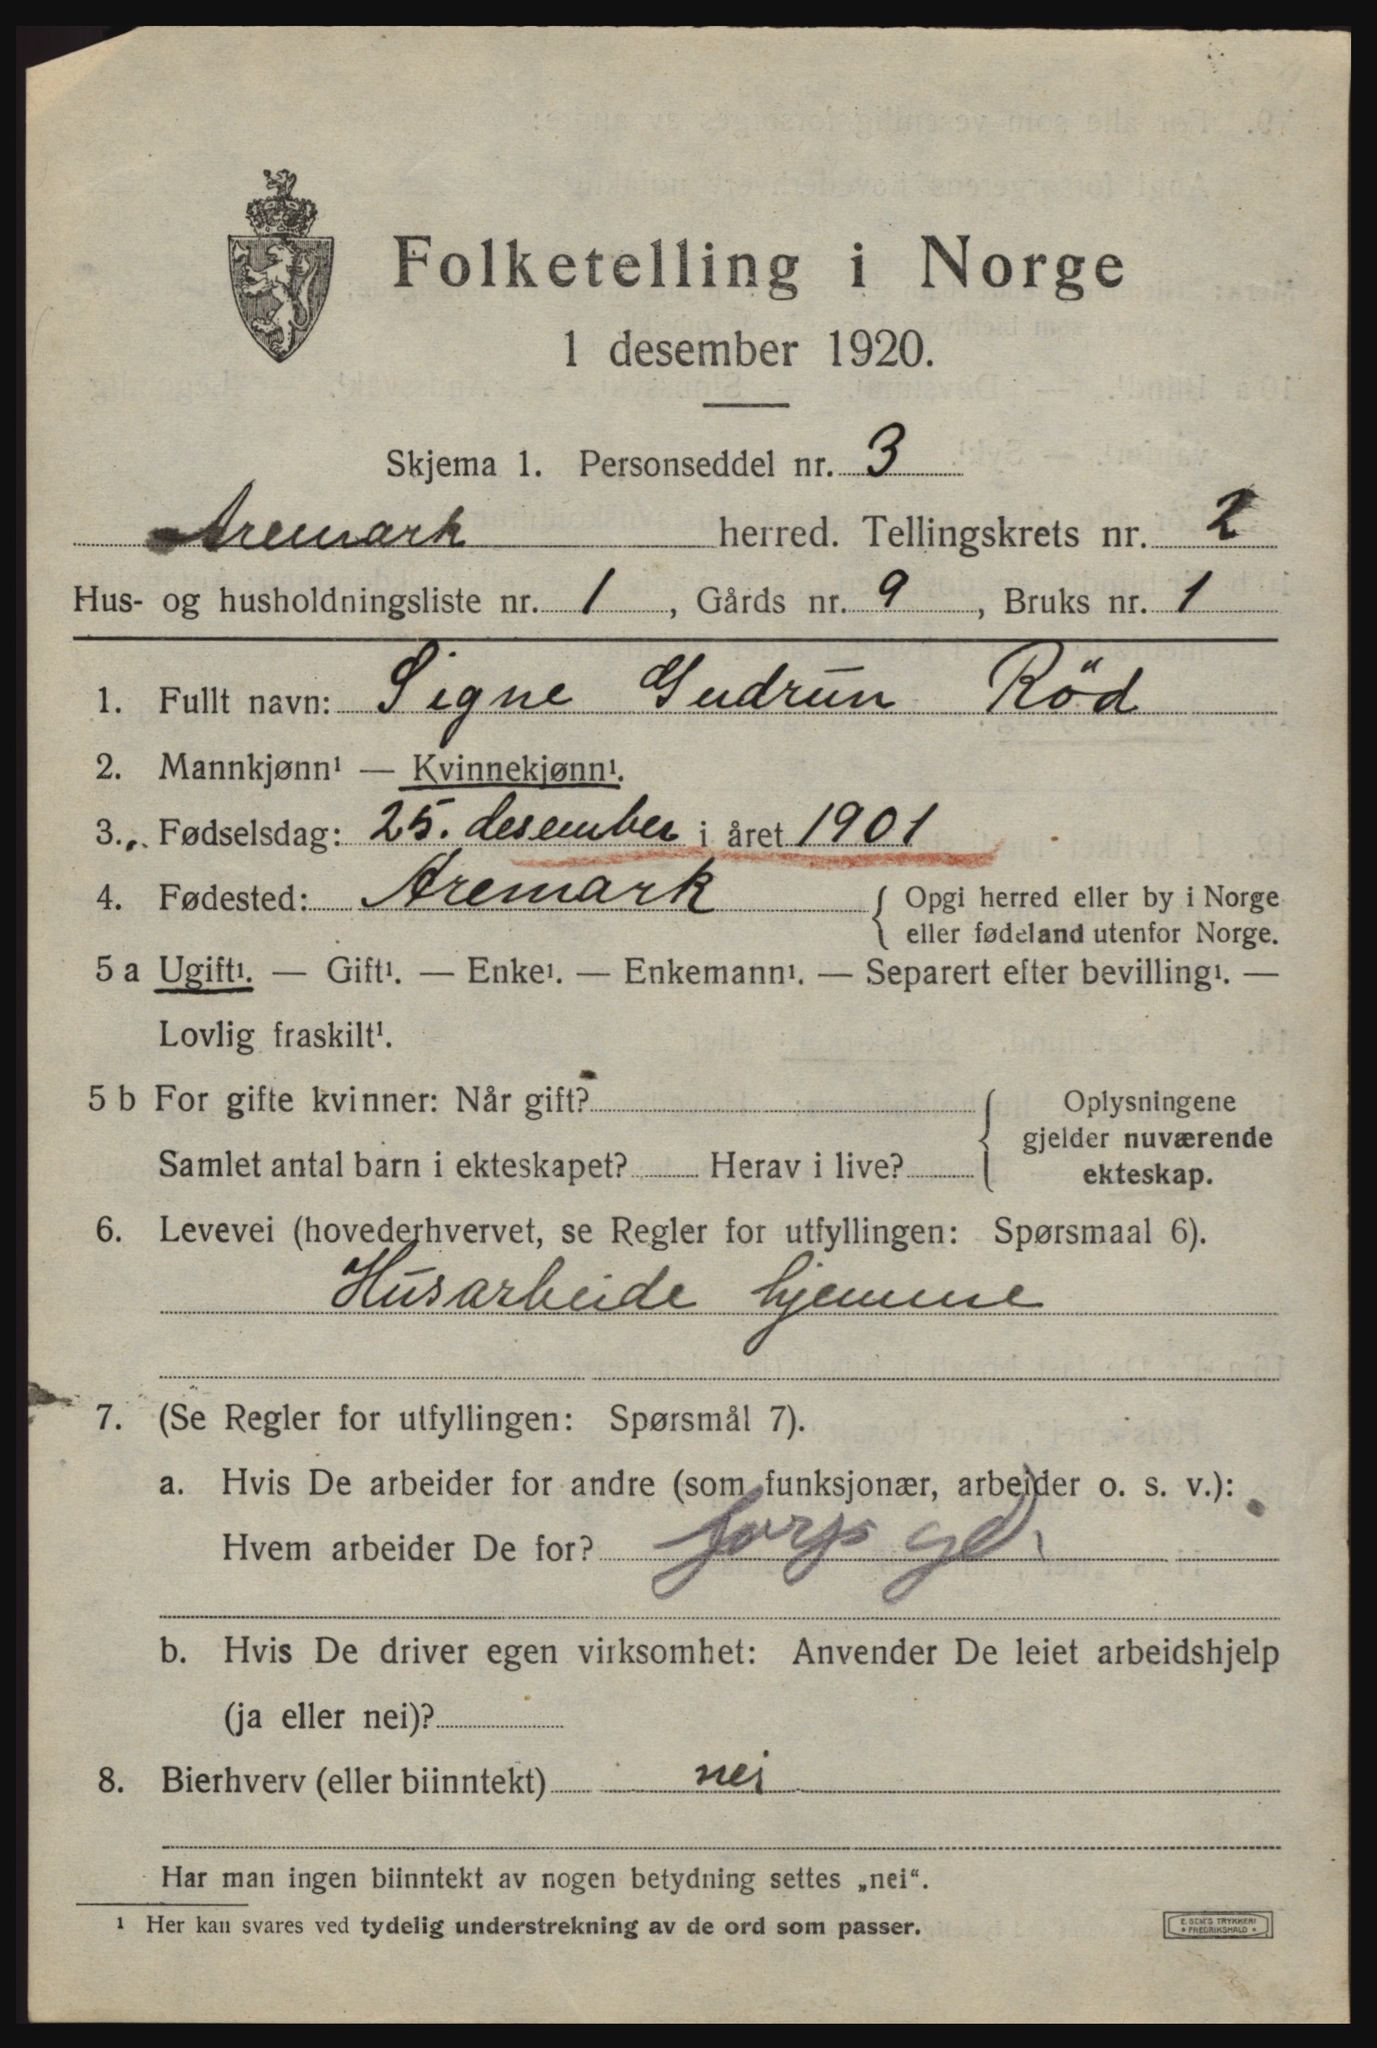 Folketelling i Norge
1 desember 1920.
Skjema 1. Personseddel nr. 3
Aremark herred. Tellingskrets nr. 2
Hus- og husholdningsliste nr. 1, Gårds nr. 9, Bruks nr. 1
1. Fullt navn: Signe Gudrun Röd
2. Mannkjønn¹ — Kvinnekjønn¹.
3. Fødselsdag: 25. desember i året 1901
4. Fødested: Aremark { Opgi herred eller by i Norge
eller fødeland utenfor Norge.
5 a Ugift¹. — Gift¹. — Enke¹. — Enkemann¹. — Separert efter bevilling¹. —
Lovlig fraskilt¹.
5 b For gifte kvinner: Når gift? { Oplysningene
gjelder nuværende
Samlet antal barn i ekteskapet? Herav i live? ekteskap.
6. Levevei (hovederhvervet, se Regler for utfyllingen: Spørsmaal 6).
Husarbeide hjemme
7. (Se Regler for utfyllingen: Spørsmål 7).
a. Hvis De arbeider for andre (som funksjonær, arbeider o. s. v.):
Hvem arbeider De for?
b. Hvis De driver egen virksomhet: Anvender De leiet arbeidshjelp
(ja eller nei)?
8. Bierhverv (eller biinntekt) nei
Har man ingen biinntekt av nogen betydning settes „nei“.
¹ Her kan svares ved tydelig understrekning av de ord som passer.
E. SEM'S TRYKKERI
FREDRIKSHALD